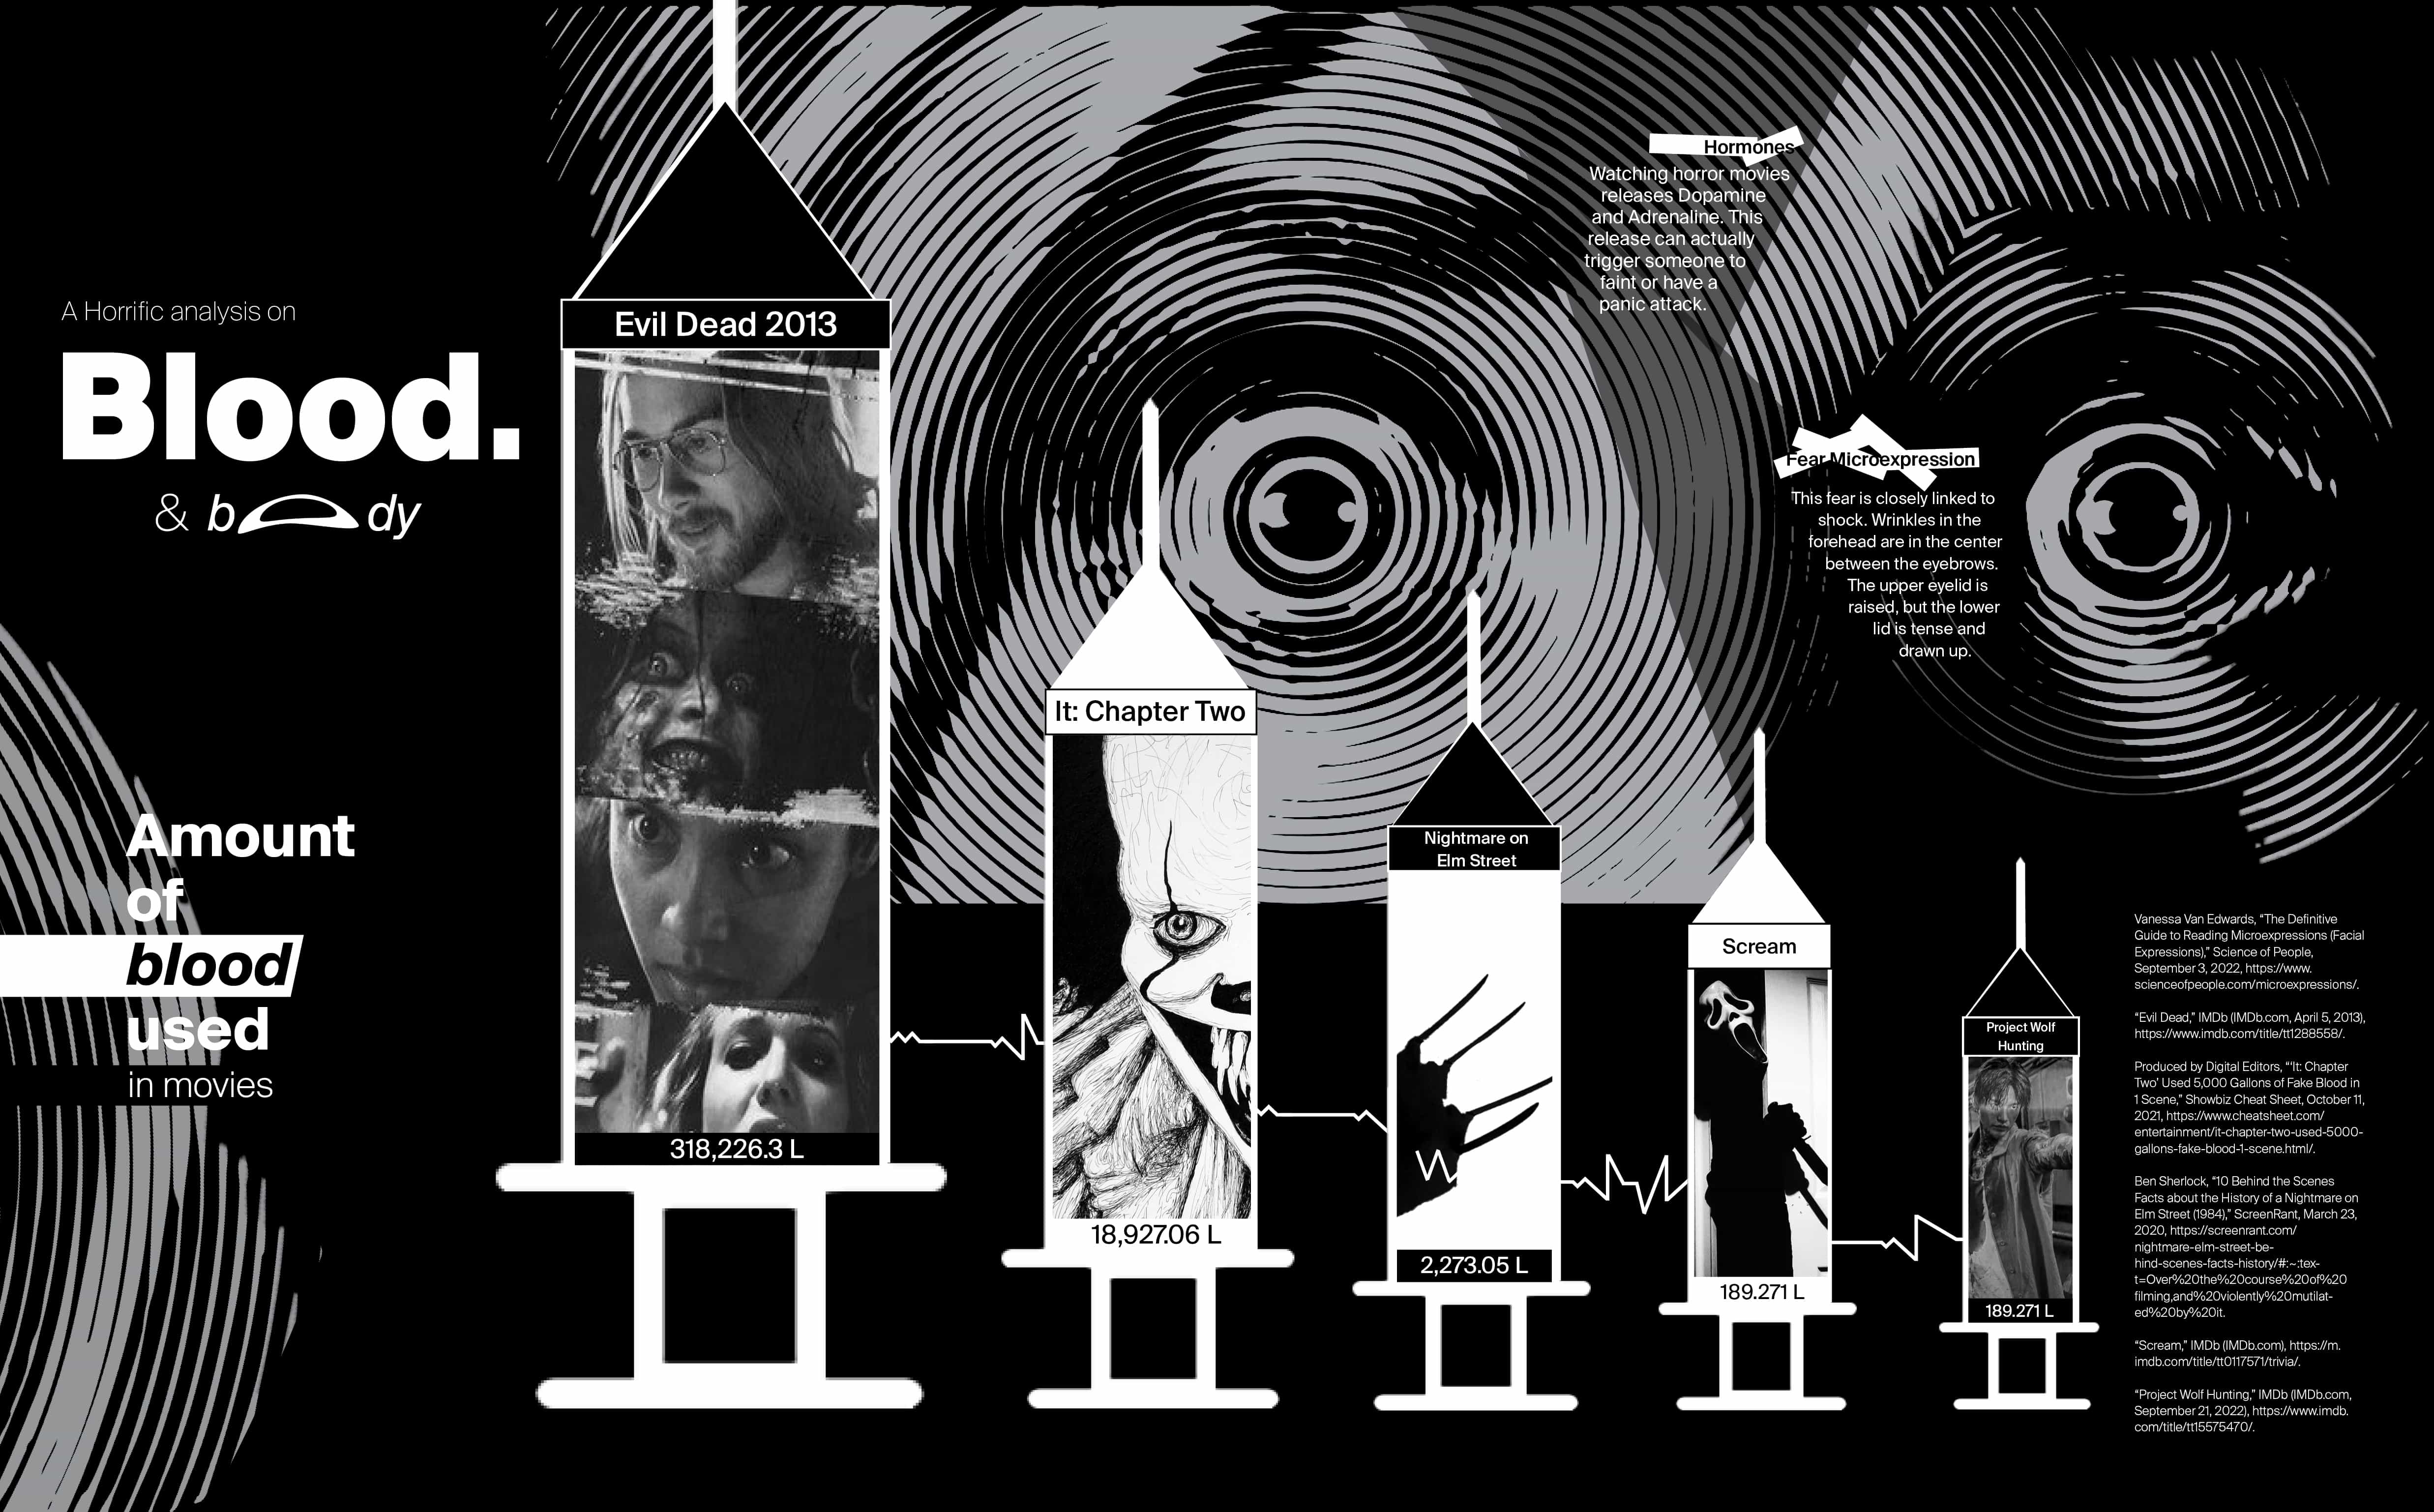 A Horrific analysis on
Blood.
& body
Amount
of
blood
used
in movies
Evil Dead 2013
318,226.3 L
It: Chapter Two
18,927.06 L
Nightmare on
Elm Street
2,273.05 L
Scream
189.271 L
Project Wolf
Hunting
189.271 L
Hormones
Watching horror movies
releases Dopamine
and Adrenaline. This
release can actually
trigger someone to
faint or have a
panic attack.
Fear Microexpression
This fear is closely linked to
shock. Wrinkles in the
forehead are in the center
between the eyebrows.
The upper eyelid is
raised, but the lower
lid is tense and
drawn up.
Vanessa Van Edwards, “The Definitive
Guide to Reading Microexpressions (Facial
Expressions),” Science of People,
September 3, 2022, https://www.
scienceofpeople.com/microexpressions/.
“Evil Dead,” IMDb (IMDb.com, April 5, 2013),
https://www.imdb.com/title/tt1288558/.
Produced by Digital Editors, “‘It: Chapter
Two’ Used 5,000 Gallons of Fake Blood in
1 Scene,” Showbiz Cheat Sheet, October 11,
2021, https://www.cheatsheet.com/
entertainment/it-chapter-two-used-5000-
gallons-fake-blood-1-scene.html/.
Ben Sherlock, “10 Behind the Scenes
Facts about the History of a Nightmare on
Elm Street (1984),” ScreenRant, March 23,
2020, https://screenrant.com/
nightmare-elm-street-be-
hind-scenes-facts-history/#:~:tex-
t=Over%20the%20course%20of%20
filming,and%20violently%20mutilat-
ed%20by%20it.
“Scream,” IMDb (IMDb.com), https://m.
imdb.com/title/tt0117571/trivia/.
“Project Wolf Hunting,” IMDb (IMDb.com,
September 21, 2022), https://www.imdb.
com/title/tt15575470/.